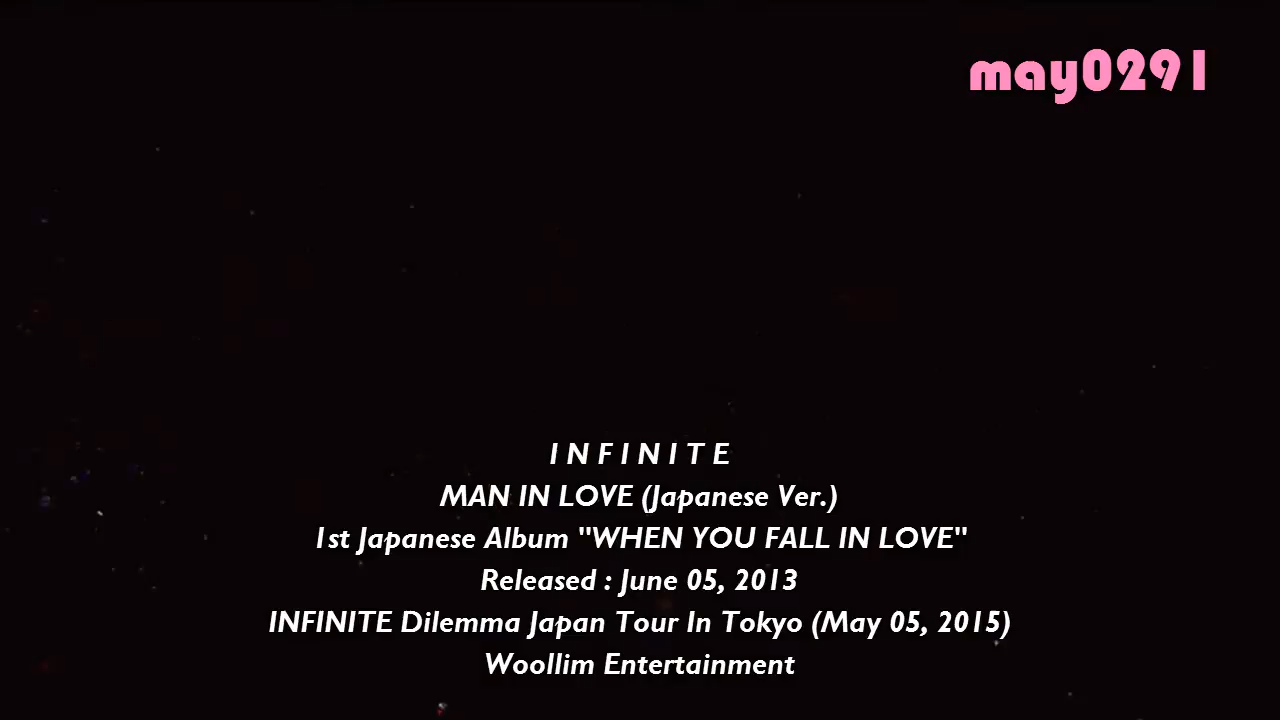 may0291
I N F I N I T E
MAN IN LOVE (Japanese Ver.)
1st Japanese Album "WHEN YOU FALL IN LOVE"
Released : June 05, 2013
INFINITE Dilemma Japan Tour In Tokyo (May 05, 2015)
Woollim Entertainment